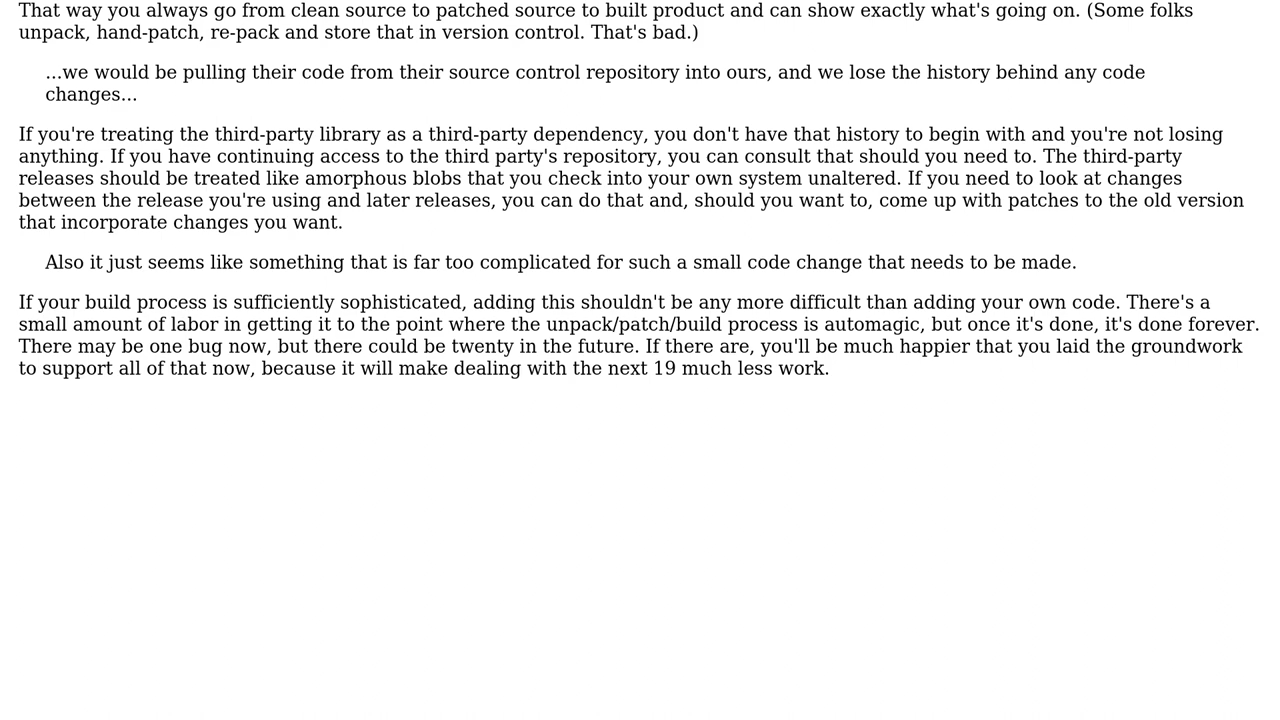 That way you always go from clean source to patched source to built product and can show exactly what's going on. (Some folks
unpack, hand-patch, re-pack and store that in version control. That's bad.)
...we would be pulling their code from their source control repository into ours, and we lose the history behind any code
changes...
If you're treating the third-party library as a third-party dependency, you don't have that history to begin with and you're not losing
anything. If you have continuing access to the third party's repository, you can consult that should you need to. The third-party
releases should be treated like amorphous blobs that you check into your own system unaltered. If you need to look at changes
between the release you're using and later releases, you can do that and, should you want to, come up with patches to the old version
that incorporate changes you want.
Also it just seems like something that is far too complicated for such a small code change that needs to be made.
If your build process is sufficiently sophisticated, adding this shouldn't be any more difficult than adding your own code. There's a
small amount of labor in getting it to the point where the unpack/patch/build process is automagic, but once it's done, it's done forever.
There may be one bug now, but there could be twenty in the future. If there are, you'll be much happier that you laid the groundwork
to support all of that now, because it will make dealing with the next 19 much less work.